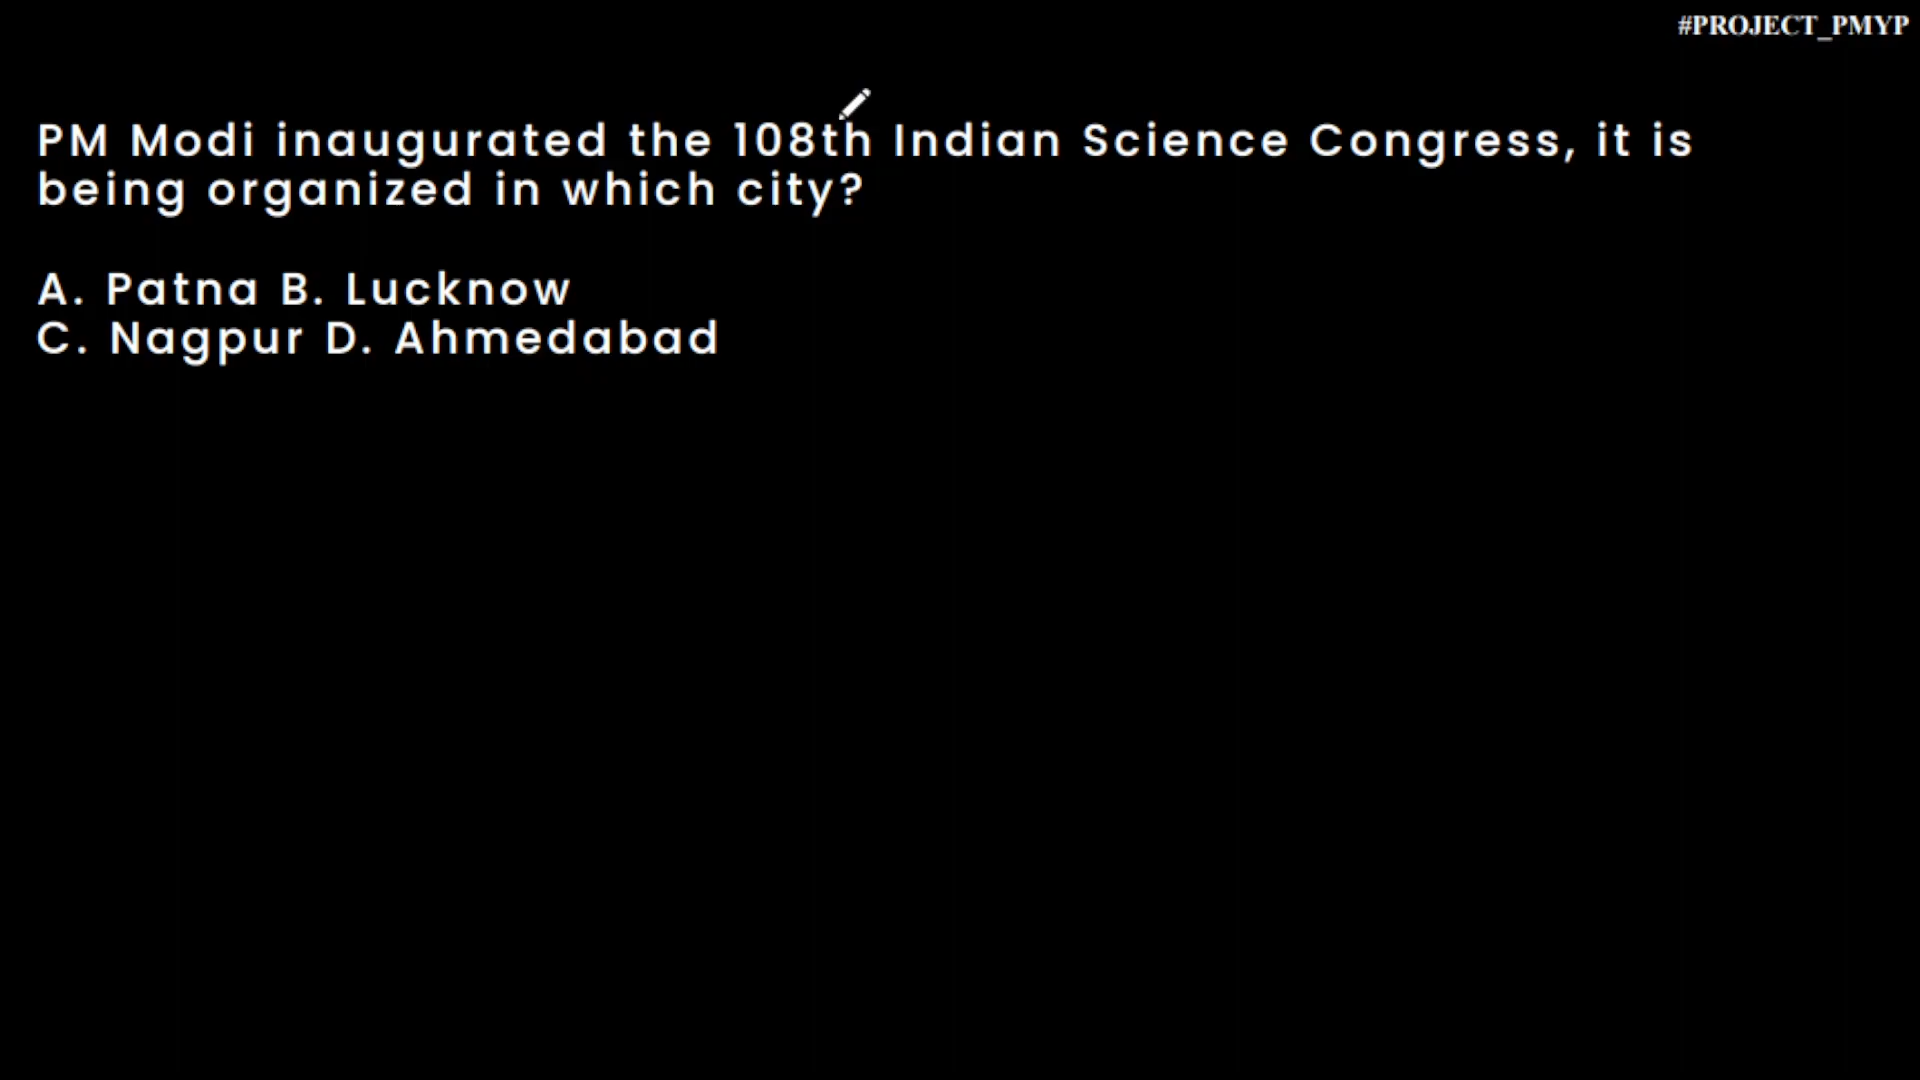 #PROJECT_PMYP
PM Modi inaugurated the 108th Indian Science Congress, it is
being organized in which city?
A. Patna B. Lucknow
C. Nagpur D. Ahmedabad